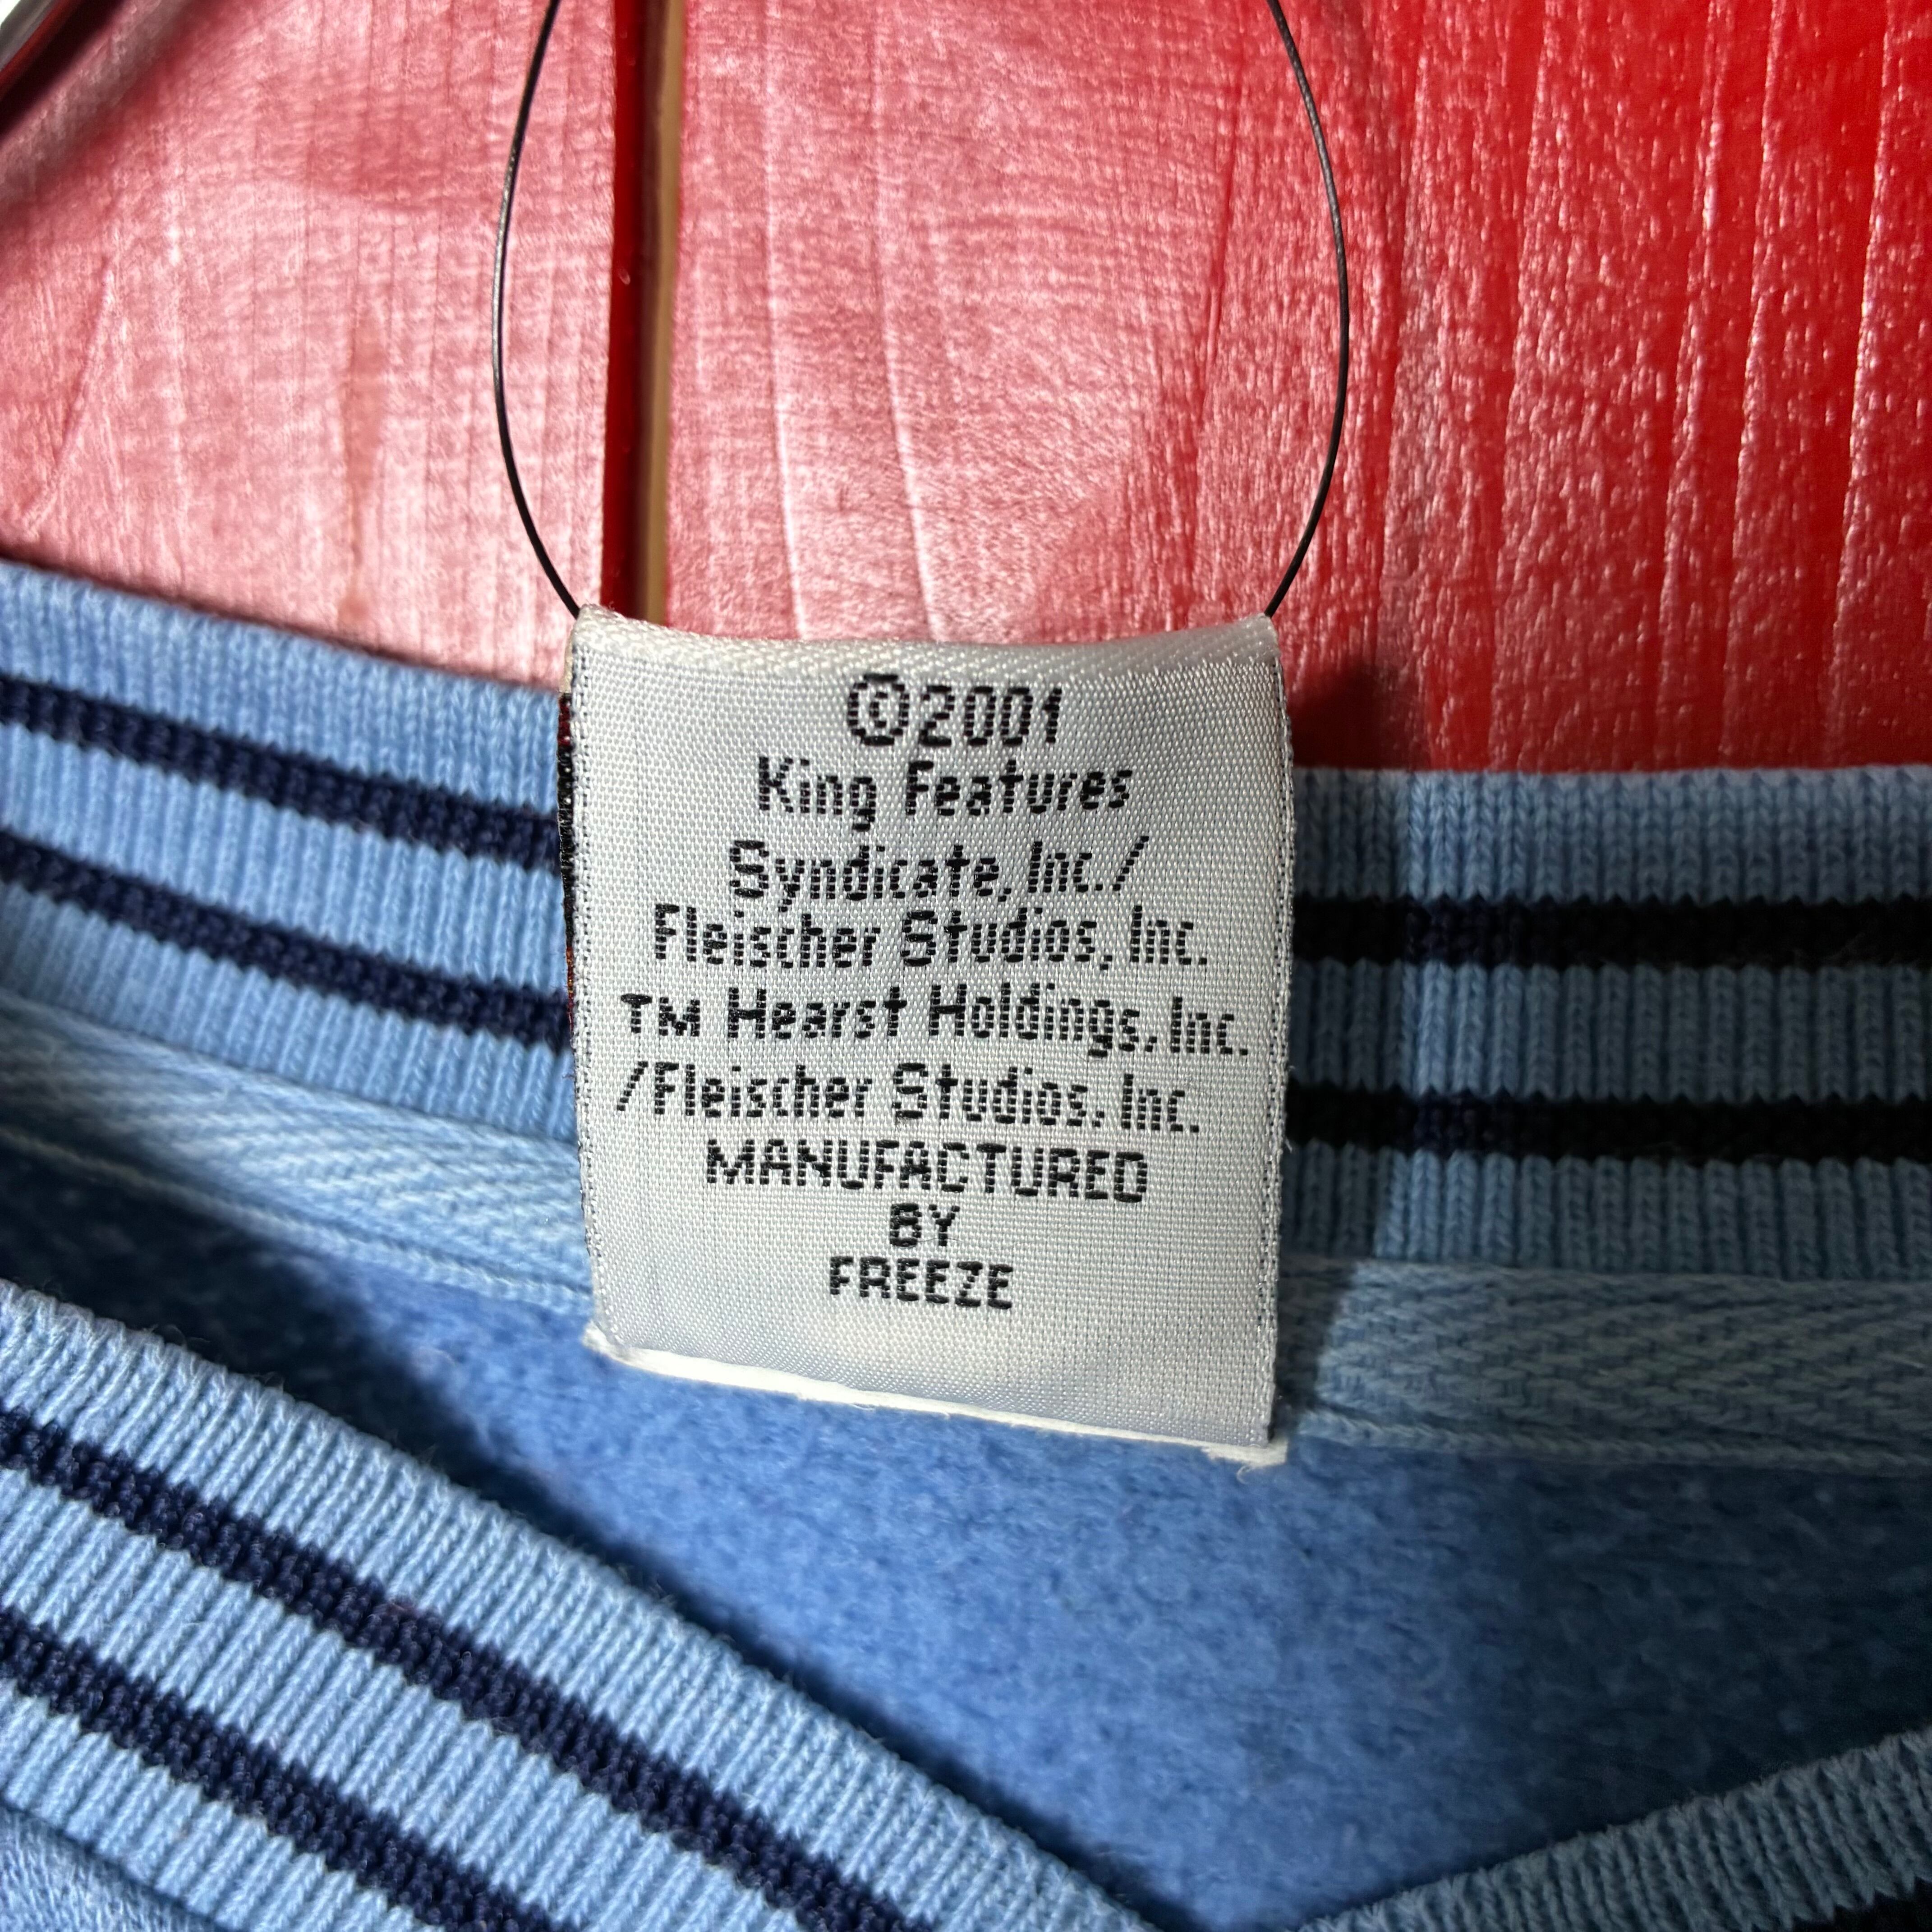 ©2001
King Features
Syndicate, Inc./
Fleischer Studios, Inc.
TM Hearst Holdings, Inc.
/Fleischer Studios, Inc.
MANUFACTURED
BY
FREEZE